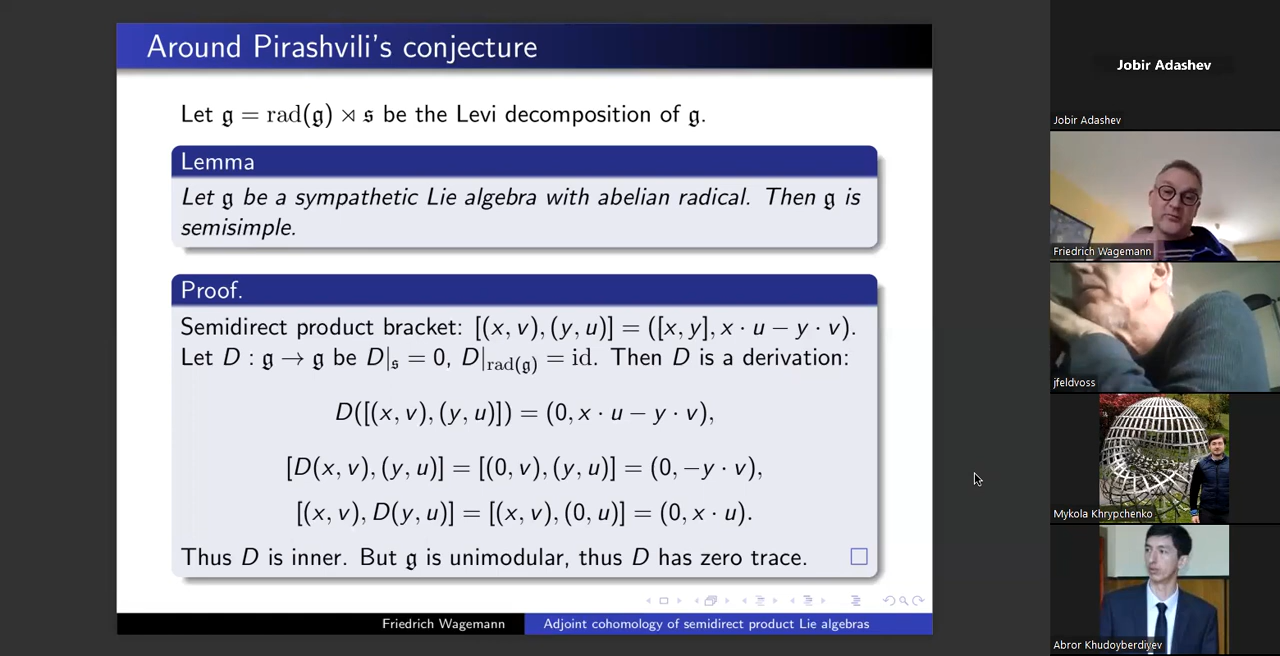 Around Pirashvili's conjecture
Let 𝔤 = rad(𝔤) ⋊ 𝔰 be the Levi decomposition of 𝔤.
Lemma
Let 𝔤 be a sympathetic Lie algebra with abelian radical. Then 𝔤 is
semisimple.
Proof.
Semidirect product bracket: [(x, v), (y, u)] = ([x, y], x · u − y · v).
Let D : 𝔤 → 𝔤 be D|𝔰 = 0, D|rad(𝔤) = id. Then D is a derivation:
D([(x, v), (y, u)]) = (0, x · u − y · v),
[D(x, v), (y, u)] = [(0, v), (y, u)] = (0, −y · v),
[(x, v), D(y, u)] = [(x, v), (0, u)] = (0, x · u).
Thus D is inner. But 𝔤 is unimodular, thus D has zero trace. □
Friedrich Wagemann Adjoint cohomology of semidirect product Lie algebras
Jobir Adashev
Jobir Adashev
Friedrich Wagemann
jfeldvoss
Mykola Khrypchenko
Abror Khudoyberdiyev